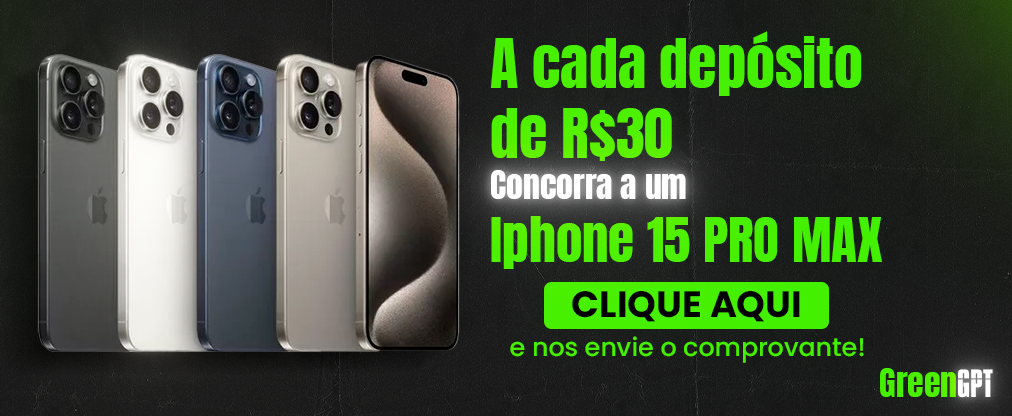 A cada depósito
de R$30
Concorra a um
Iphone 15 PRO MAX
CLIQUE AQUI
e nos envie o comprovante!
GreenGPT